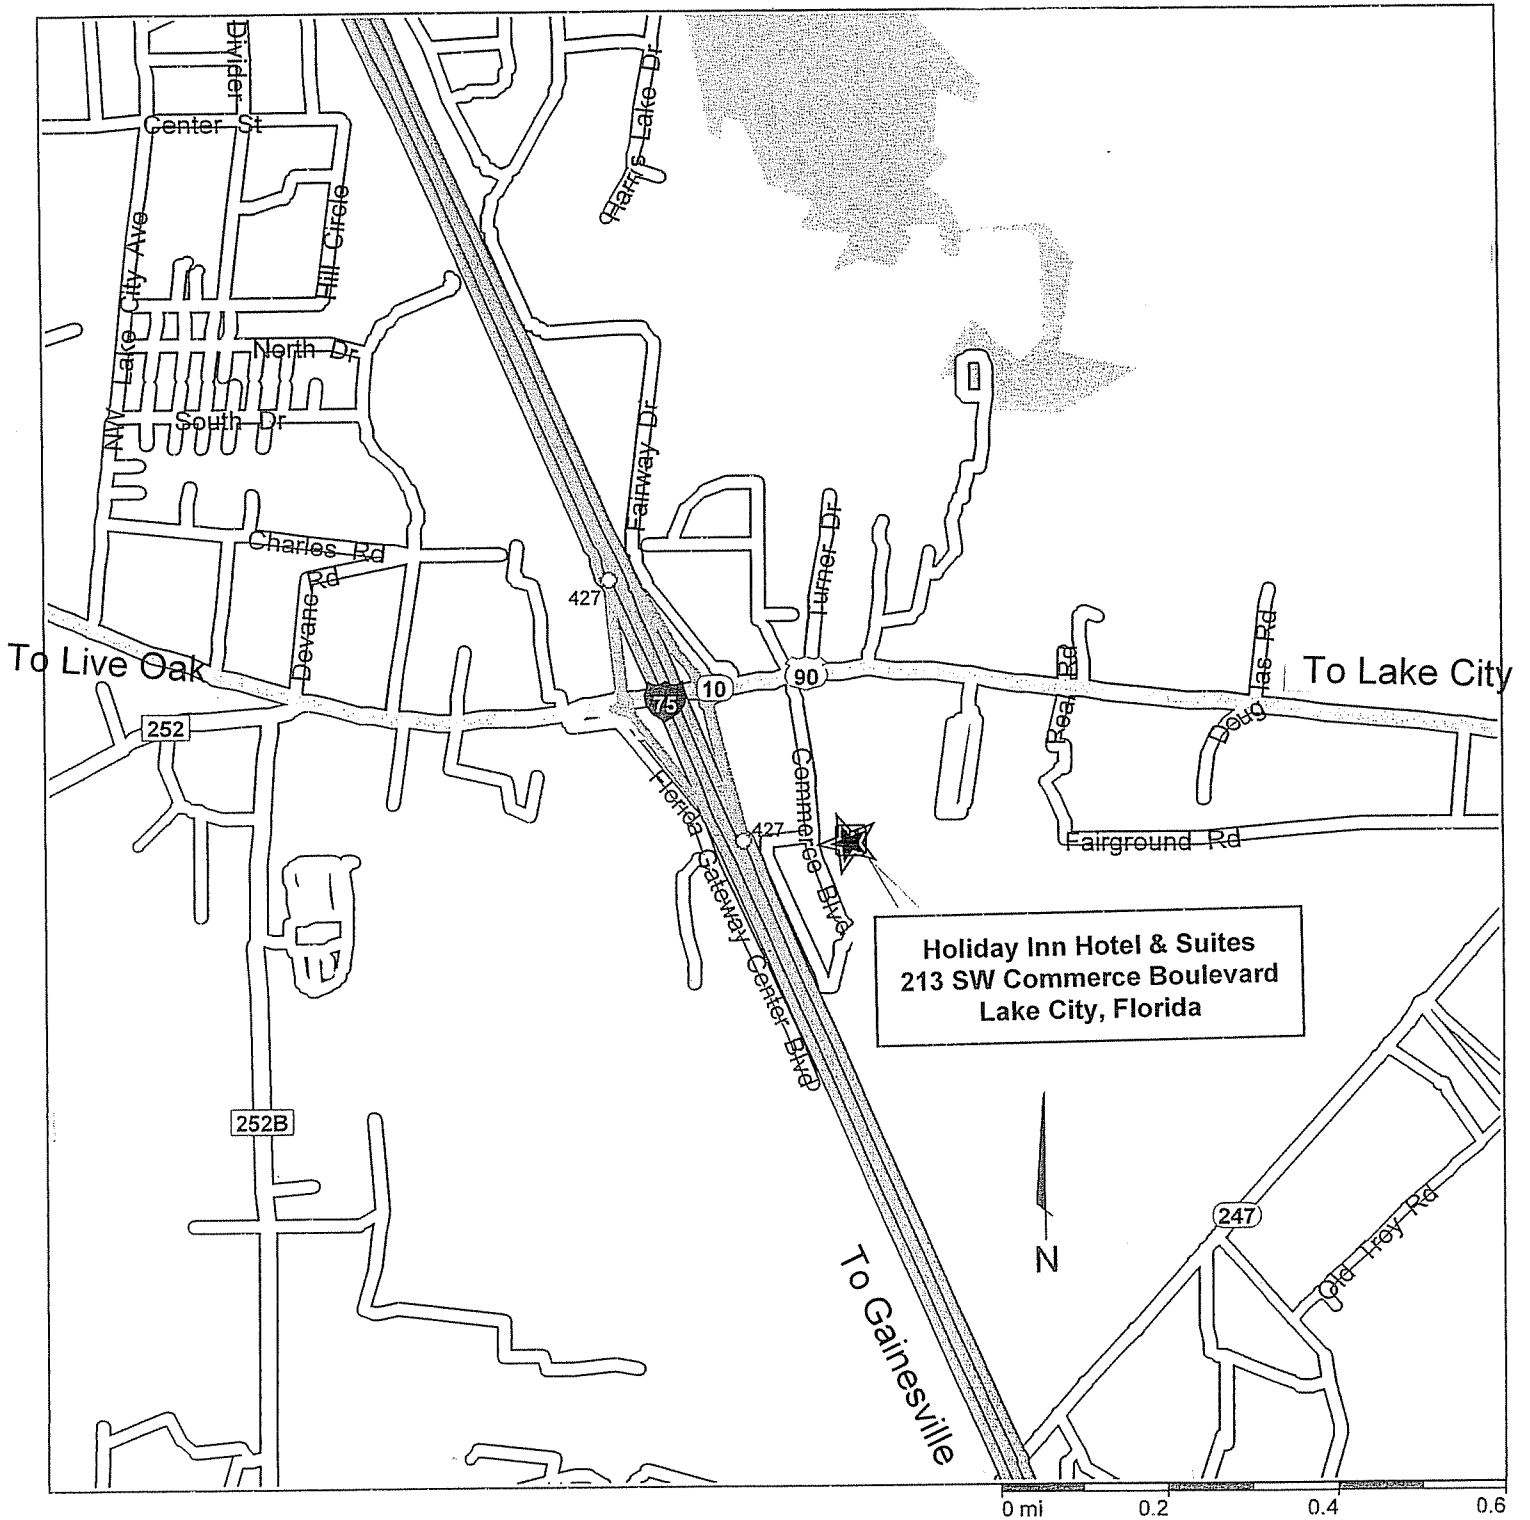 Divider
Center St
Harris Lake Dr
Hill Circle
NW Lake City Ave
North Dr
South Dr
Fairway Dr
Turner Dr
Charles Rd
Devane Rd
427
To Live Oak
10
90
75
252
Real Rd
Douglas Rd
To Lake City
Florida Gateway Center Blvd
427
Commerce Blvd
Fairground Rd
Holiday Inn Hotel & Suites
213 SW Commerce Boulevard
Lake City, Florida
252B
247
Old Troy Rd
N
To Gainesville
0 mi 0.2 0.4 0.6